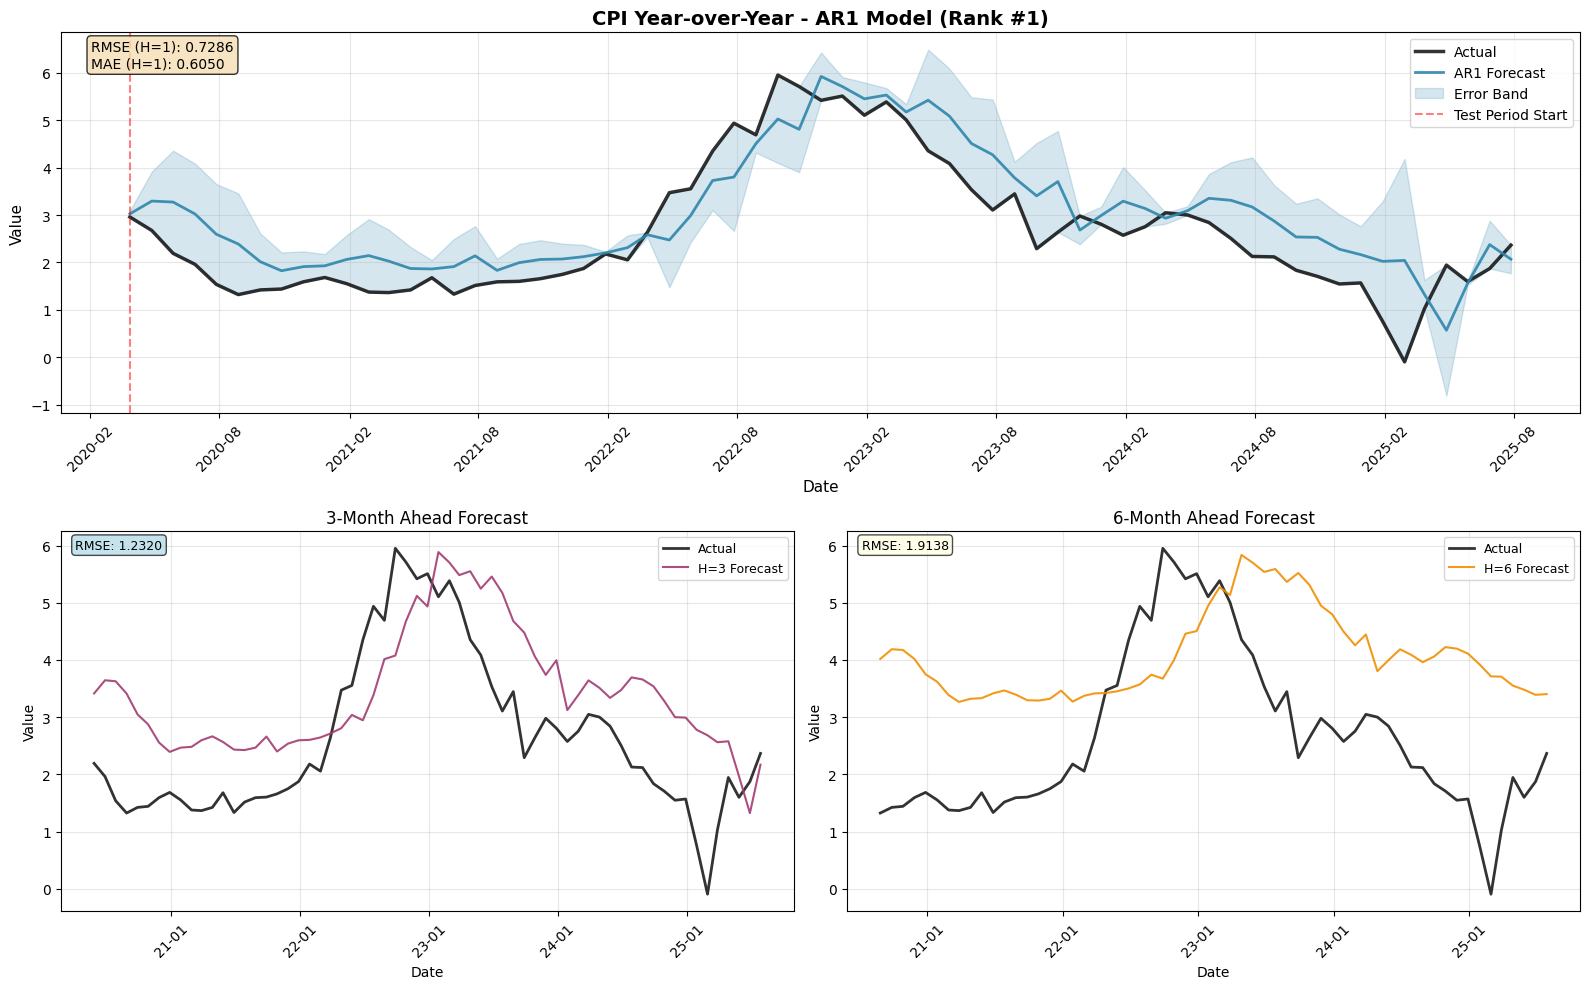 CPI Year-over-Year - AR1 Model (Rank #1)
RMSE (H=1): 0.7286
MAE (H=1): 0.6050
Actual
AR1 Forecast
Error Band
Test Period Start
Value
6
5
4
3
2
1
0
−1
2020-02
2020-08
2021-02
2021-08
2022-02
2022-08
2023-02
2023-08
2024-02
2024-08
2025-02
2025-08
Date
3-Month Ahead Forecast
RMSE: 1.2320
Actual
H=3 Forecast
Value
6
5
4
3
2
1
0
21-01
22-01
23-01
24-01
25-01
Date
6-Month Ahead Forecast
RMSE: 1.9138
Actual
H=6 Forecast
Value
6
5
4
3
2
1
0
21-01
22-01
23-01
24-01
25-01
Date